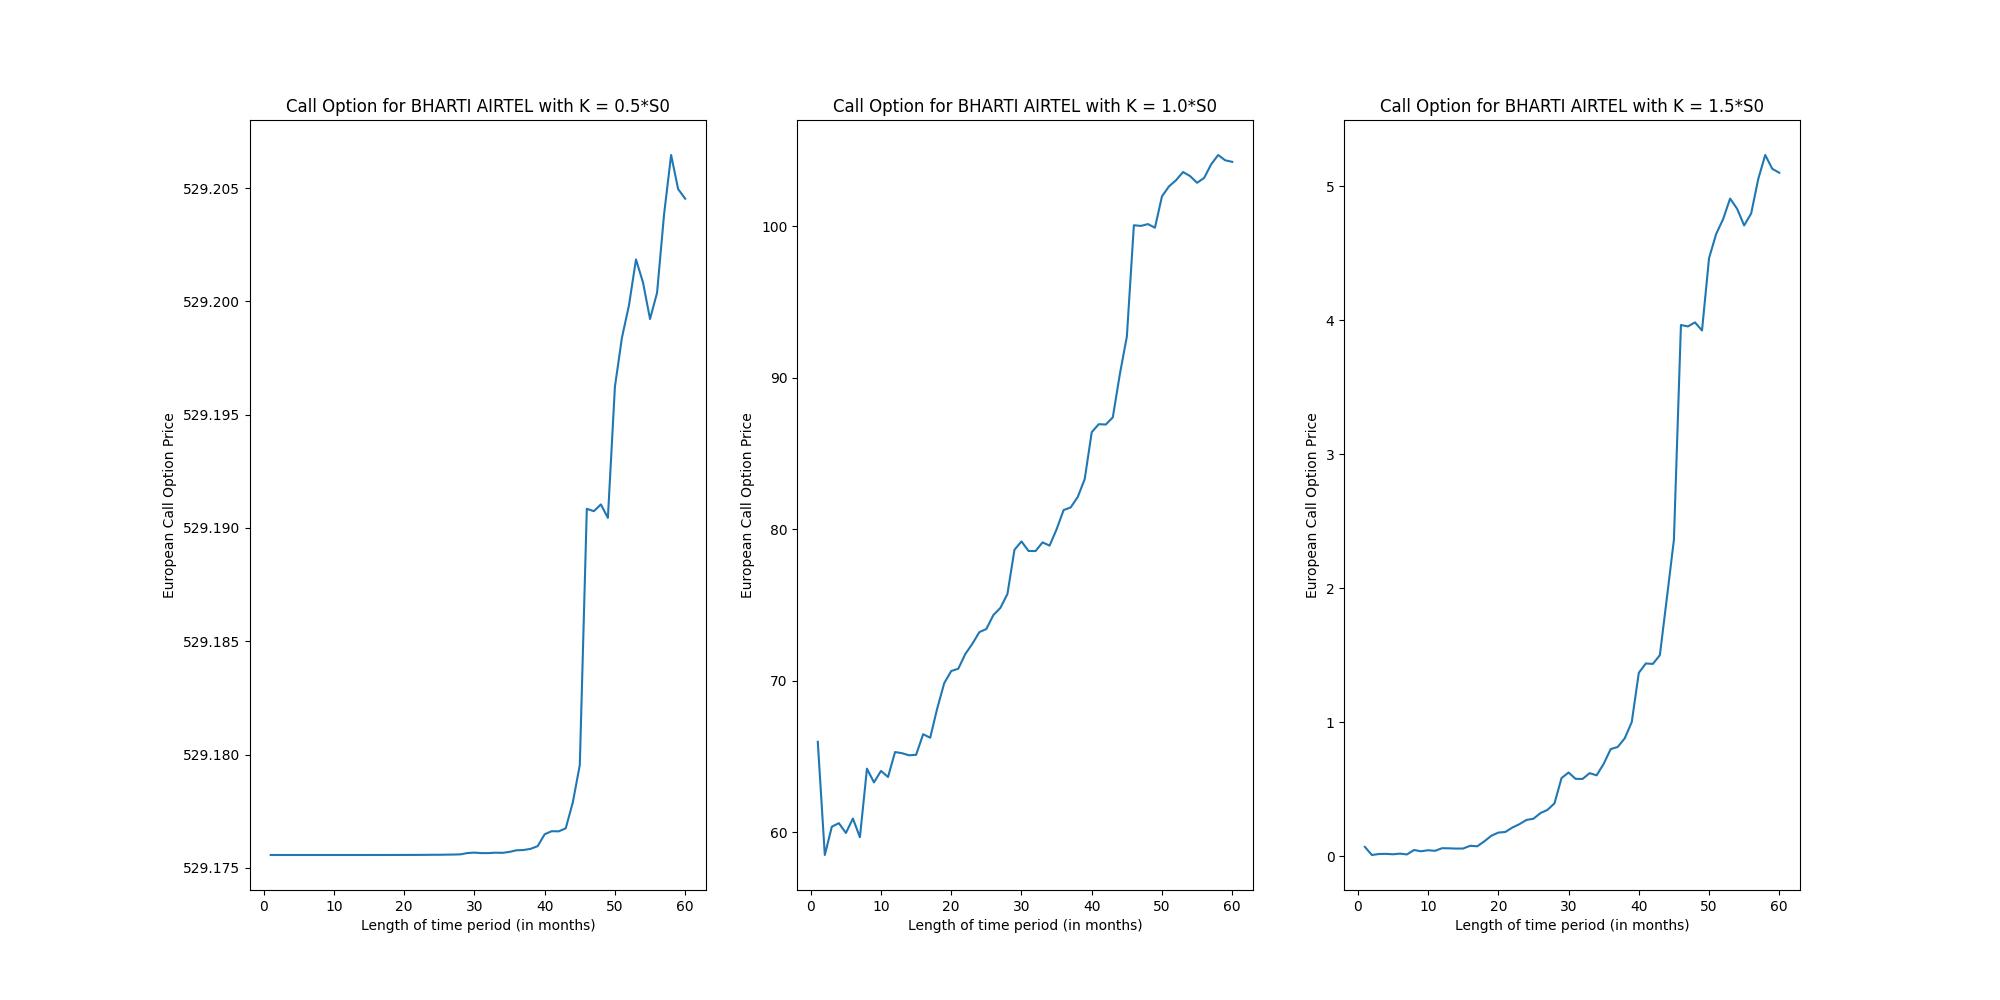 Call Option for BHARTI AIRTEL with K = 0.5*S0
European Call Option Price
529.205
529.200
529.195
529.190
529.185
529.180
529.175
0 10 20 30 40 50 60
Length of time period (in months)
Call Option for BHARTI AIRTEL with K = 1.0*S0
European Call Option Price
100
90
80
70
60
0 10 20 30 40 50 60
Length of time period (in months)
Call Option for BHARTI AIRTEL with K = 1.5*S0
European Call Option Price
5
4
3
2
1
0
0 10 20 30 40 50 60
Length of time period (in months)